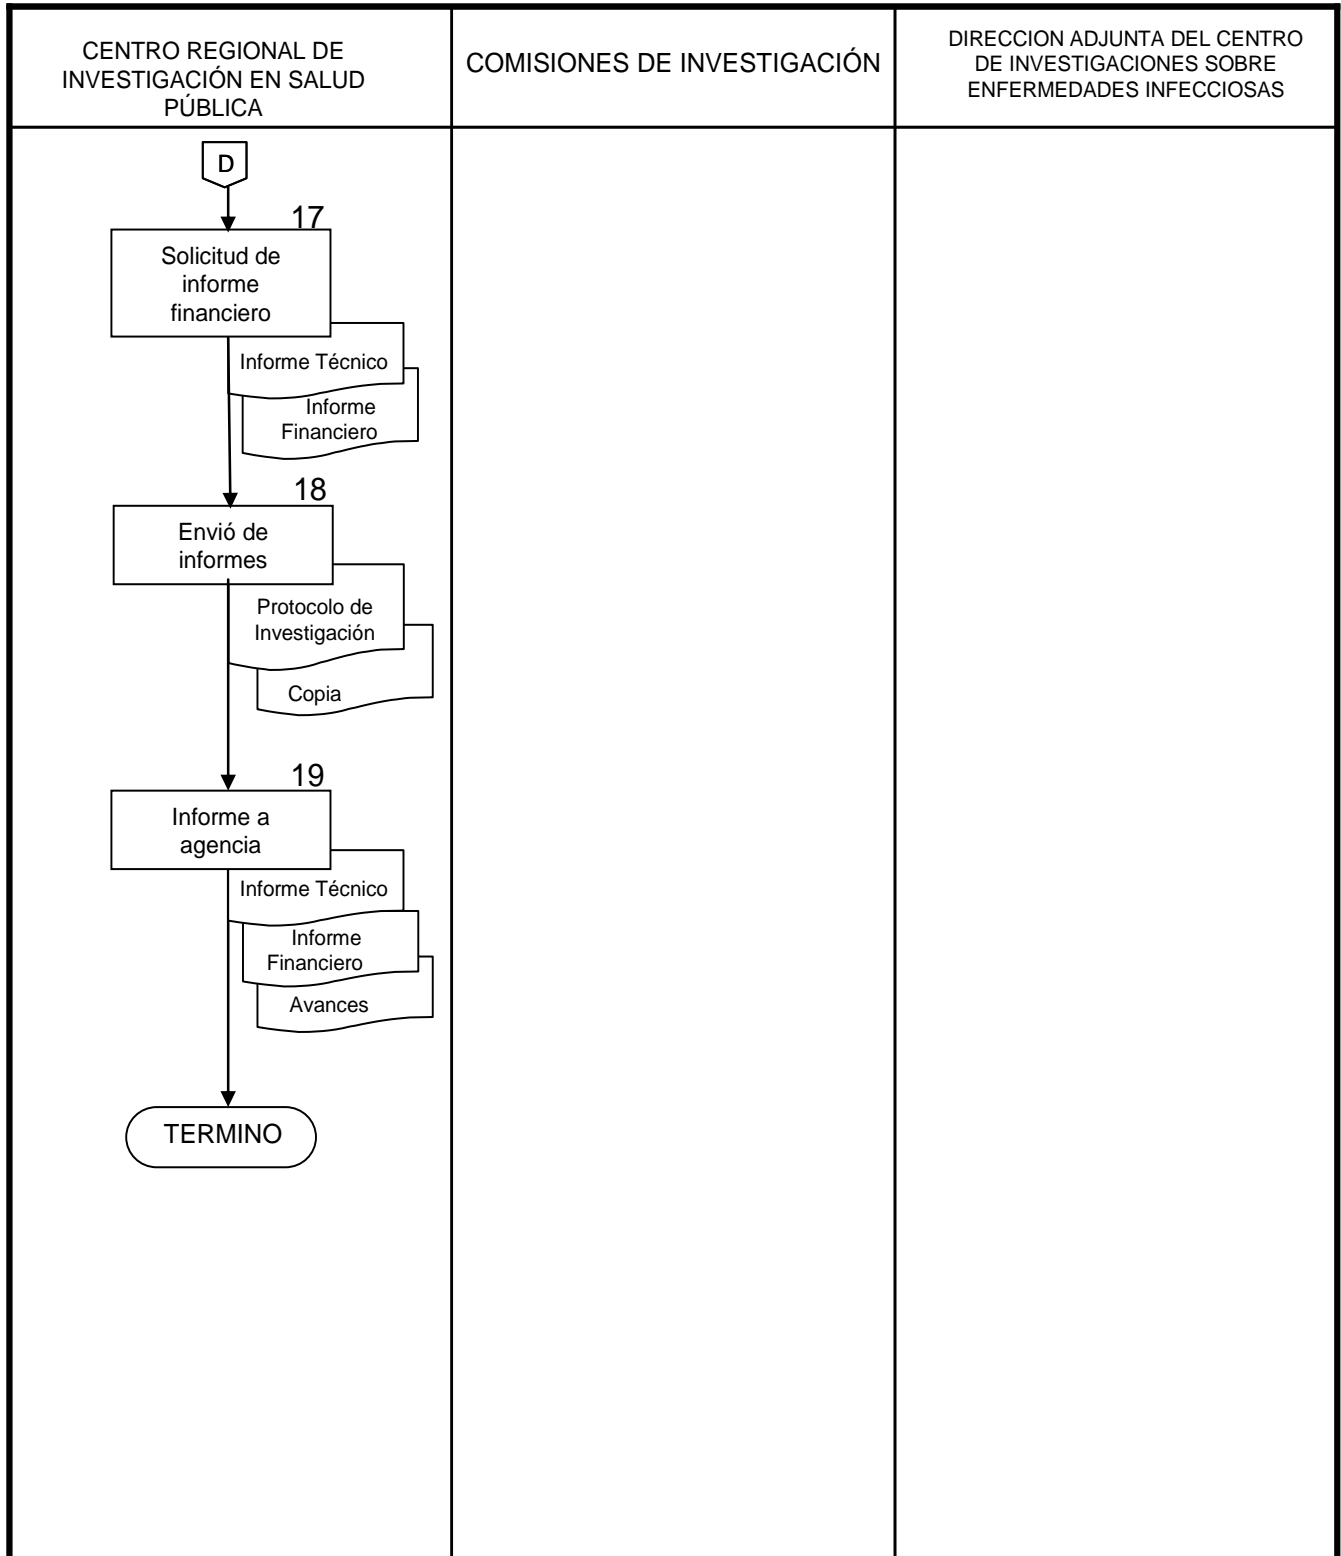 CENTRO REGIONAL DE
INVESTIGACIÓN EN SALUD
PÚBLICA
COMISIONES DE INVESTIGACIÓN
DIRECCION ADJUNTA DEL CENTRO
DE INVESTIGACIONES SOBRE
ENFERMEDADES INFECCIOSAS
D
17
Solicitud de
informe
financiero
Informe Técnico
Informe
Financiero
18
Envió de
informes
Protocolo de
Investigación
Copia
19
Informe a
agencia
Informe Técnico
Informe
Financiero
Avances
TERMINO